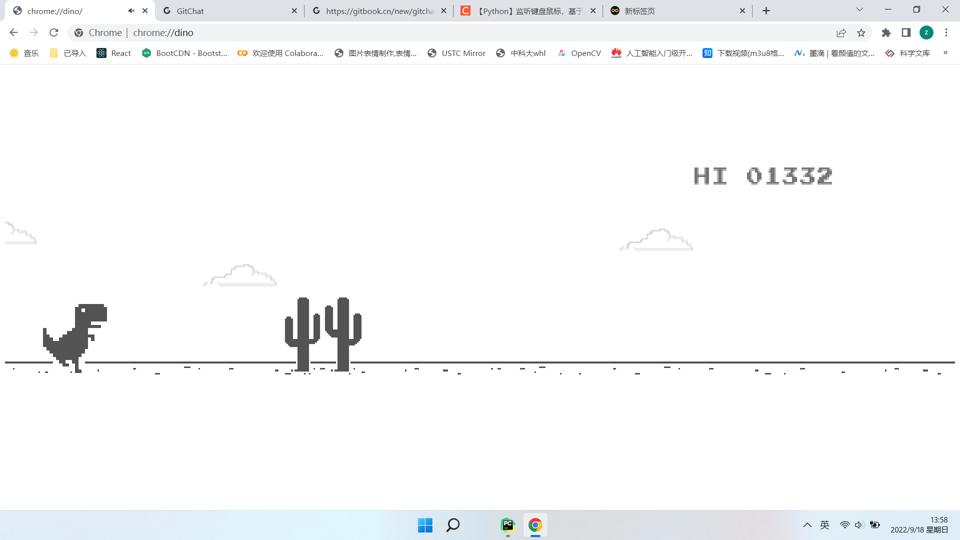 chrome://dino/
GitChat
https://gitbook.cn/new/gitcha
【Python】监听键盘鼠标，基于
新标签页
Chrome | chrome://dino
音乐
已导入
React
BootCDN - Bootst...
欢迎使用 Colabora...
图片表情制作,表情...
USTC Mirror
中科大whl
OpenCV
人工智能入门级开...
下载视频(m3u8格...
墨滴 | 看颜值的文...
科学文库
»
HI 01332
英
13:58
2022/9/18 星期日